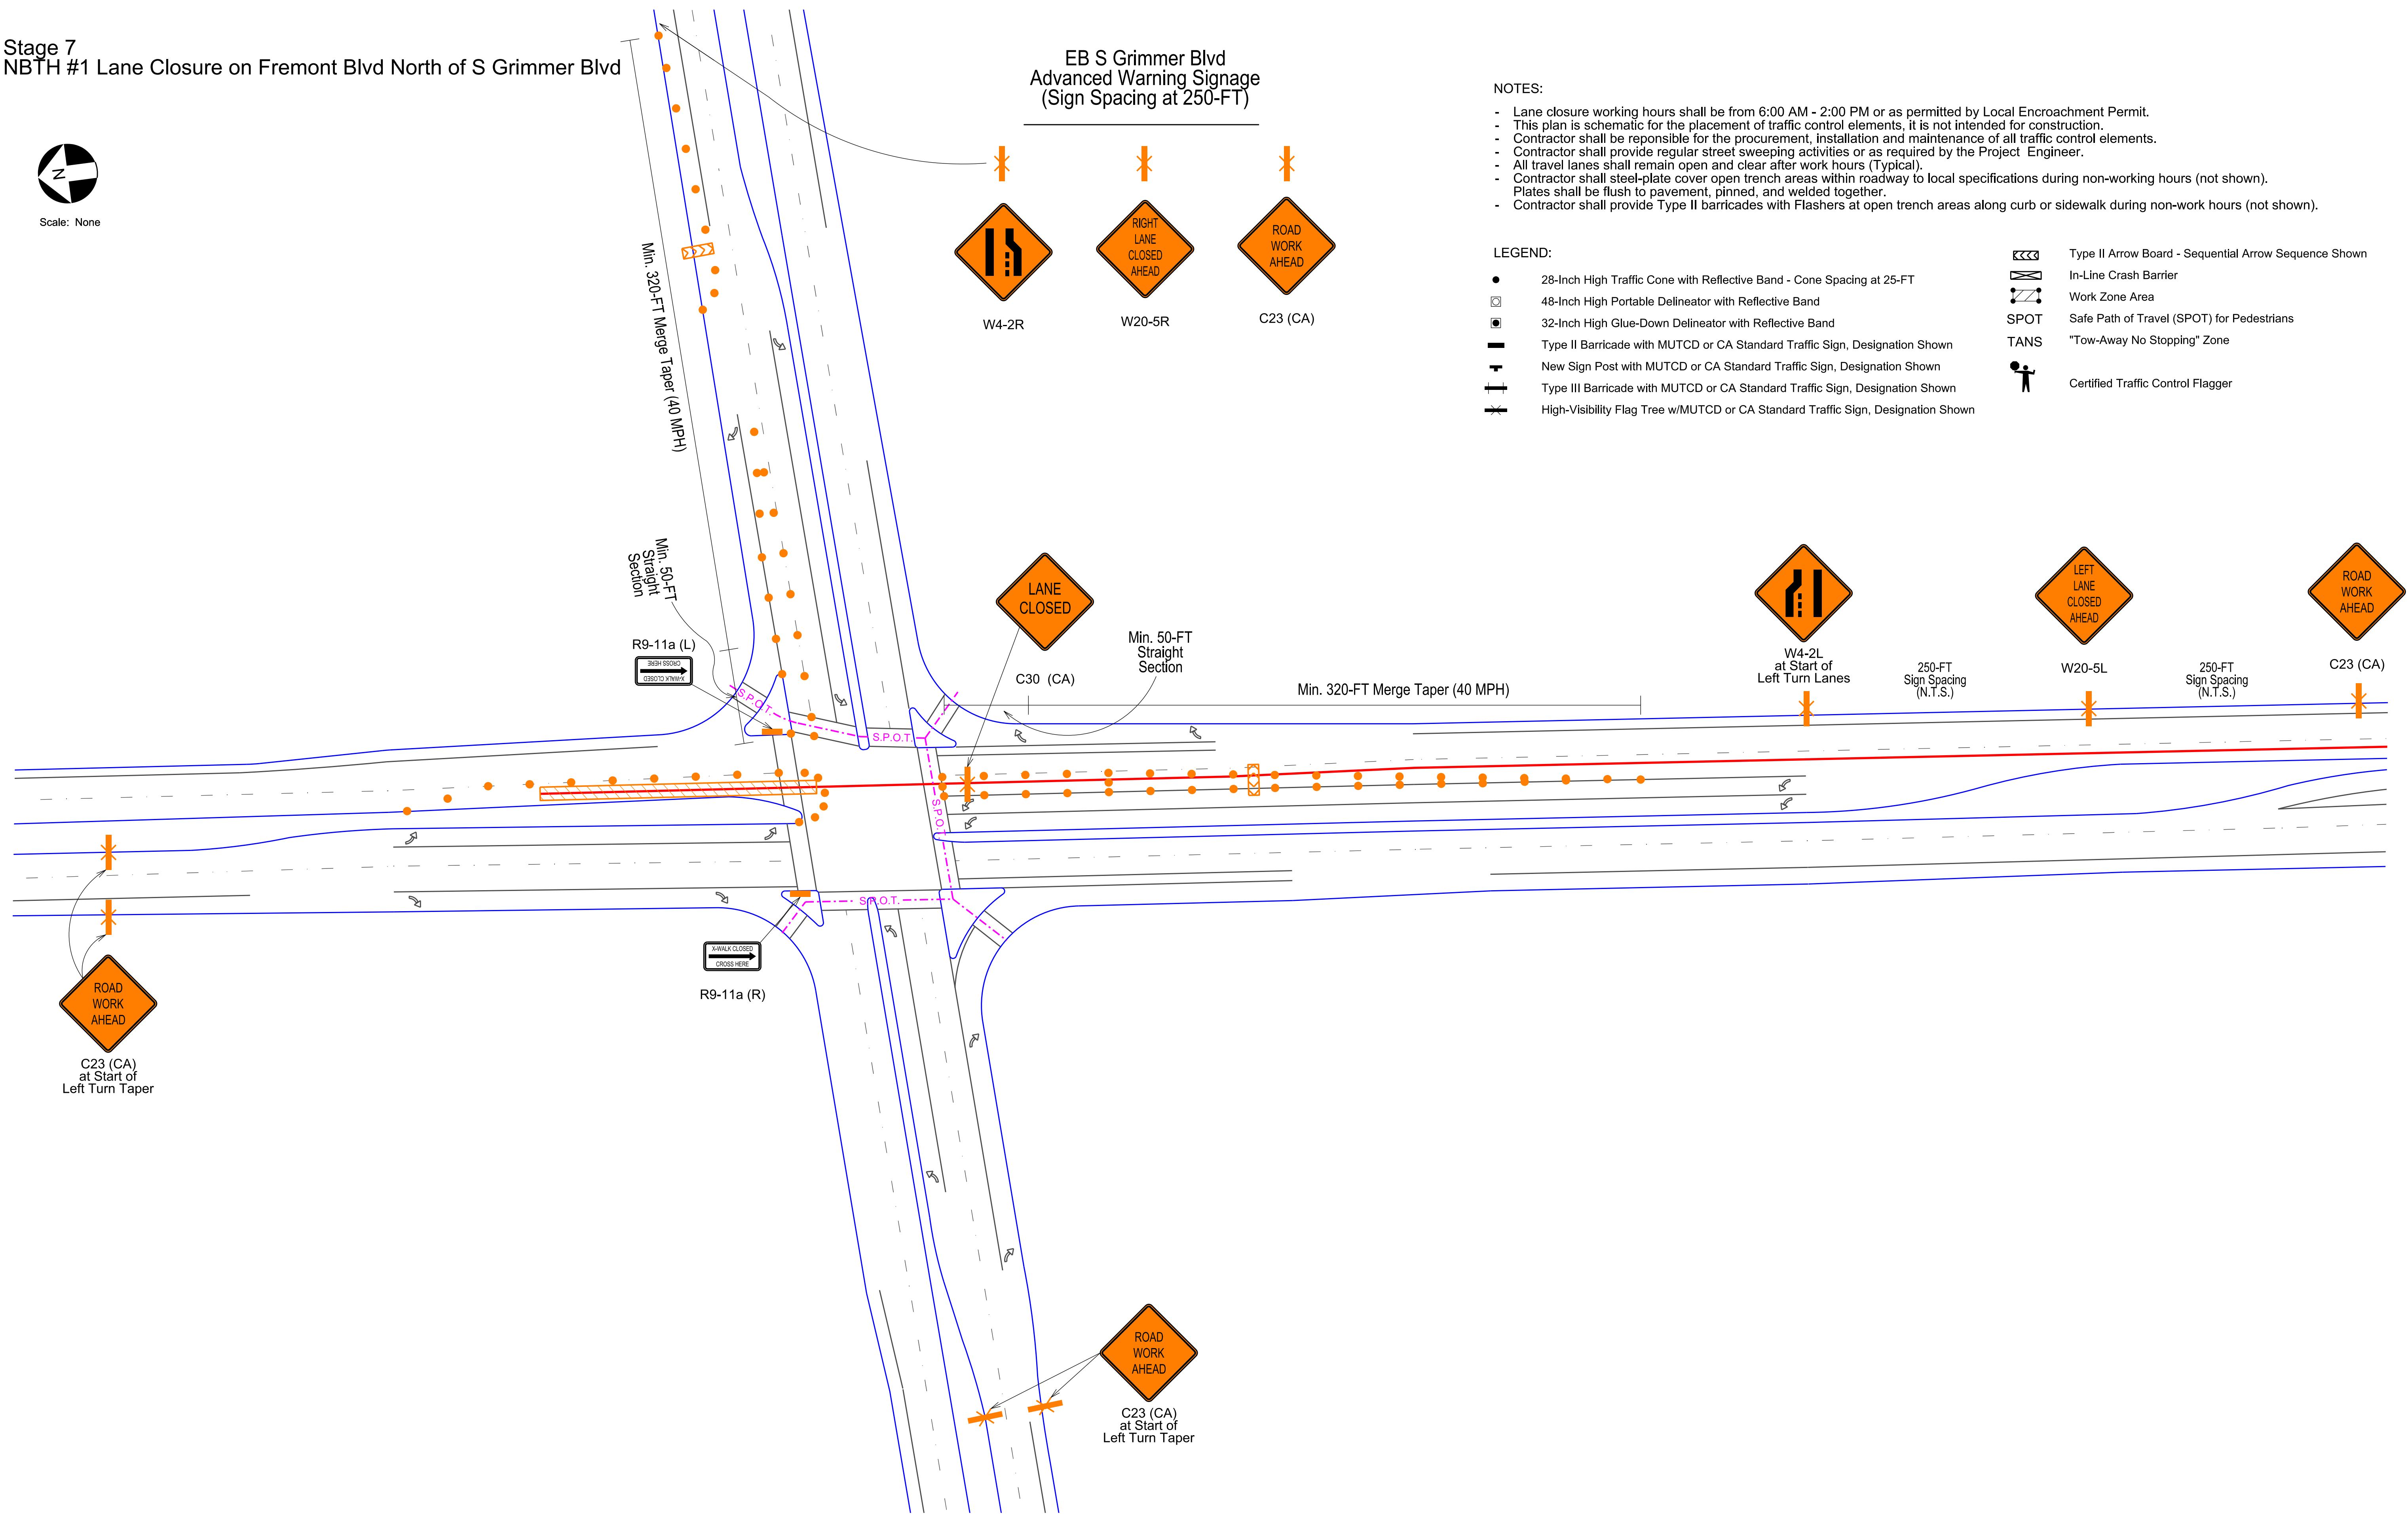 Stage 7
NBTH #1 Lane Closure on Fremont Blvd North of S Grimmer Blvd
N
Scale: None
EB S Grimmer Blvd
Advanced Warning Signage
(Sign Spacing at 250-FT)
RIGHT
LANE
CLOSED
AHEAD
ROAD
WORK
AHEAD
W4-2R
W20-5R
C23 (CA)
NOTES:
- Lane closure working hours shall be from 6:00 AM - 2:00 PM or as permitted by Local Encroachment Permit.
- This plan is schematic for the placement of traffic control elements, it is not intended for construction.
- Contractor shall be reponsible for the procurement, installation and maintenance of all traffic control elements.
- Contractor shall provide regular street sweeping activities or as required by the Project Engineer.
- All travel lanes shall remain open and clear after work hours (Typical).
- Contractor shall steel-plate cover open trench areas within roadway to local specifications during non-working hours (not shown).
Plates shall be flush to pavement, pinned, and welded together.
- Contractor shall provide Type II barricades with Flashers at open trench areas along curb or sidewalk during non-work hours (not shown).
LEGEND:
28-Inch High Traffic Cone with Reflective Band - Cone Spacing at 25-FT
48-Inch High Portable Delineator with Reflective Band
32-Inch High Glue-Down Delineator with Reflective Band
Type II Barricade with MUTCD or CA Standard Traffic Sign, Designation Shown
New Sign Post with MUTCD or CA Standard Traffic Sign, Designation Shown
Type III Barricade with MUTCD or CA Standard Traffic Sign, Designation Shown
High-Visibility Flag Tree w/MUTCD or CA Standard Traffic Sign, Designation Shown
Type II Arrow Board - Sequential Arrow Sequence Shown
In-Line Crash Barrier
Work Zone Area
SPOT Safe Path of Travel (SPOT) for Pedestrians
TANS "Tow-Away No Stopping" Zone
Certified Traffic Control Flagger
Min. 320-FT Merge Taper (40 MPH)
Min. 50-FT
Straight
Section
R9-11a (L)
X-WALK CLOSED
CROSS HERE
S.P.O.T.
S.P.O.T.
S.P.O.T.
S.P.O.T.
LANE
CLOSED
C30 (CA)
Min. 50-FT
Straight
Section
Min. 320-FT Merge Taper (40 MPH)
W4-2L
at Start of
Left Turn Lanes
250-FT
Sign Spacing
(N.T.S.)
LEFT
LANE
CLOSED
AHEAD
W20-5L
250-FT
Sign Spacing
(N.T.S.)
ROAD
WORK
AHEAD
C23 (CA)
X-WALK CLOSED
CROSS HERE
R9-11a (R)
ROAD
WORK
AHEAD
C23 (CA)
at Start of
Left Turn Taper
ROAD
WORK
AHEAD
C23 (CA)
at Start of
Left Turn Taper